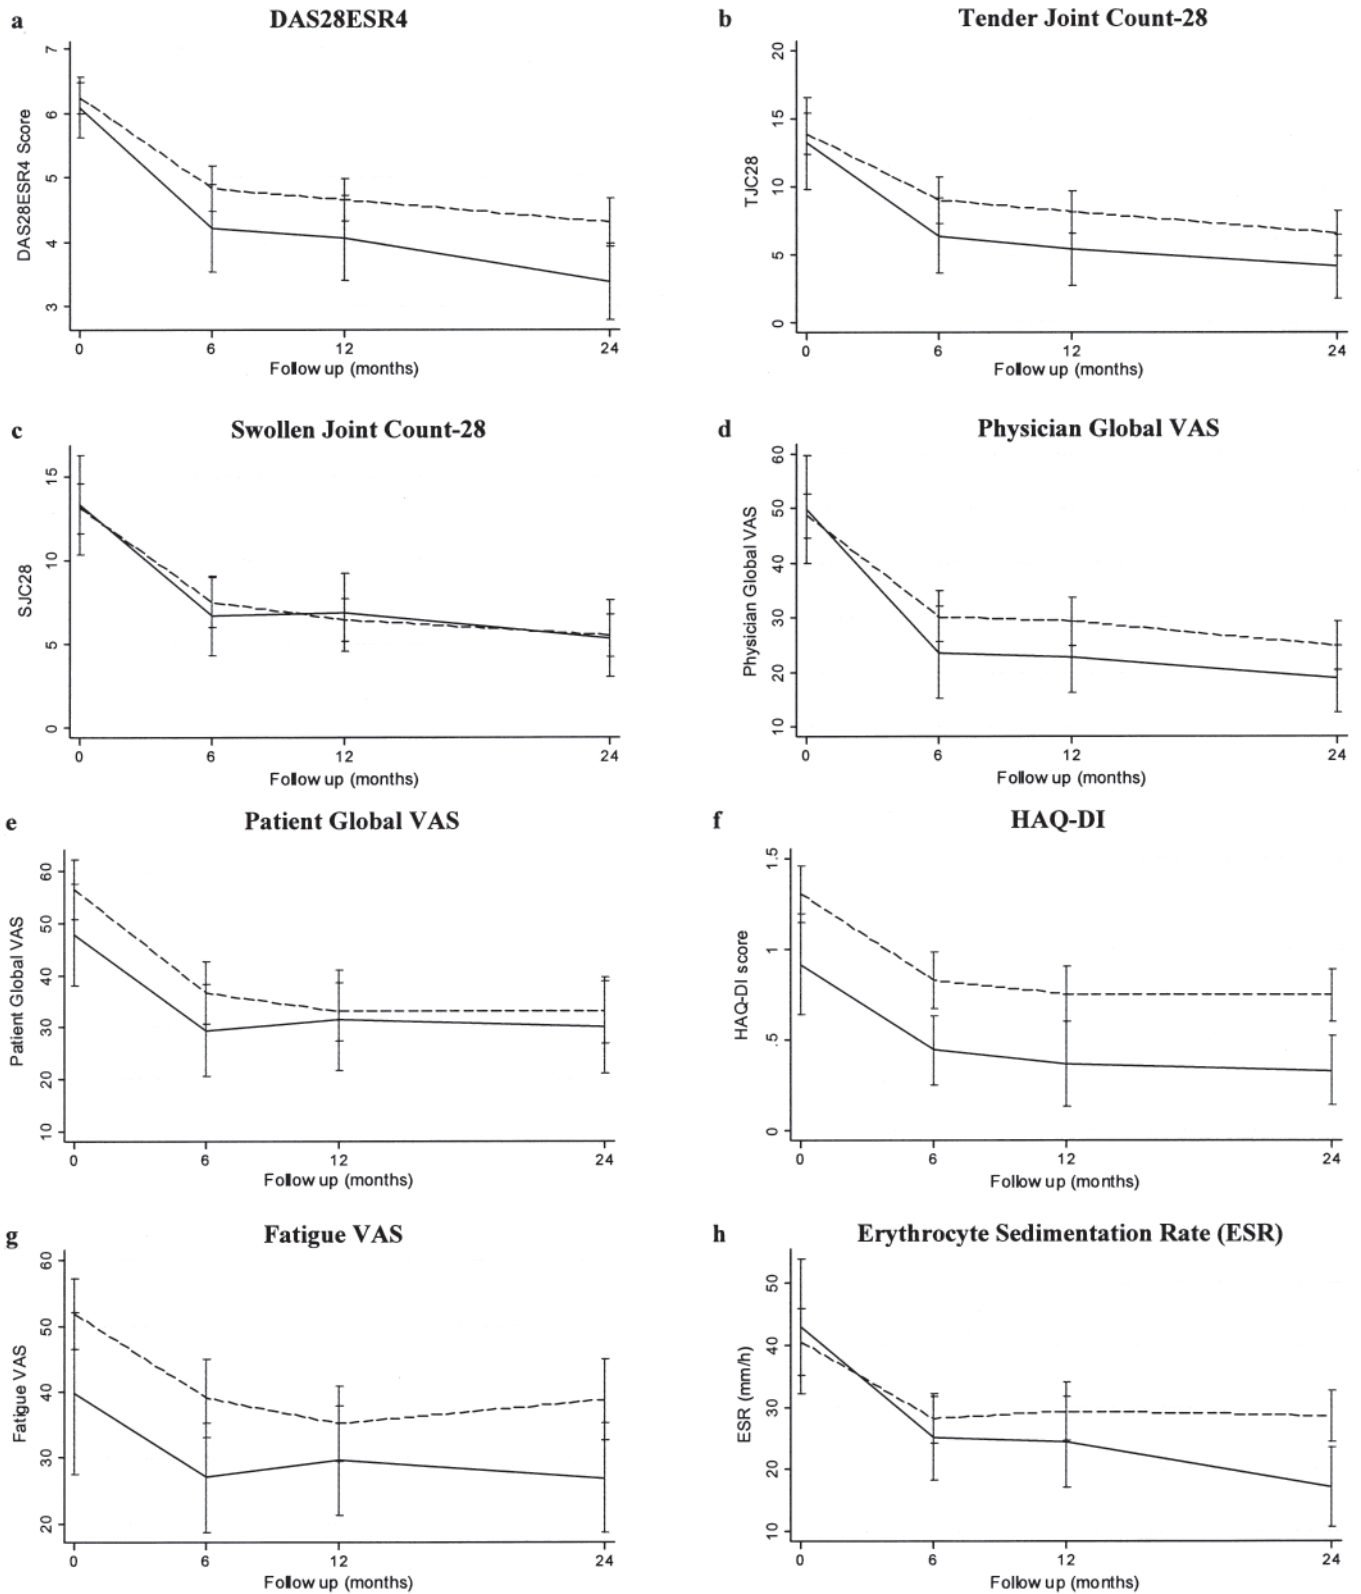 a DAS28ESR4
7
6
5
4
3
DAS28ESR4 Score
0 6 12 24
Follow up (months)
b Tender Joint Count-28
20
15
10
5
0
TJC28
0 6 12 24
Follow up (months)
c Swollen Joint Count-28
15
10
5
0
SJC28
0 6 12 24
Follow up (months)
d Physician Global VAS
60
50
40
30
20
10
Physician Global VAS
0 6 12 24
Follow up (months)
e Patient Global VAS
60
50
40
30
20
10
Patient Global VAS
0 6 12 24
Follow up (months)
f HAQ-DI
1.5
1
.5
0
HAQ-DI score
0 6 12 24
Follow up (months)
g Fatigue VAS
60
50
40
30
20
Fatigue VAS
0 6 12 24
Follow up (months)
h Erythrocyte Sedimentation Rate (ESR)
50
40
30
20
10
ESR (mm/h)
0 6 12 24
Follow up (months)